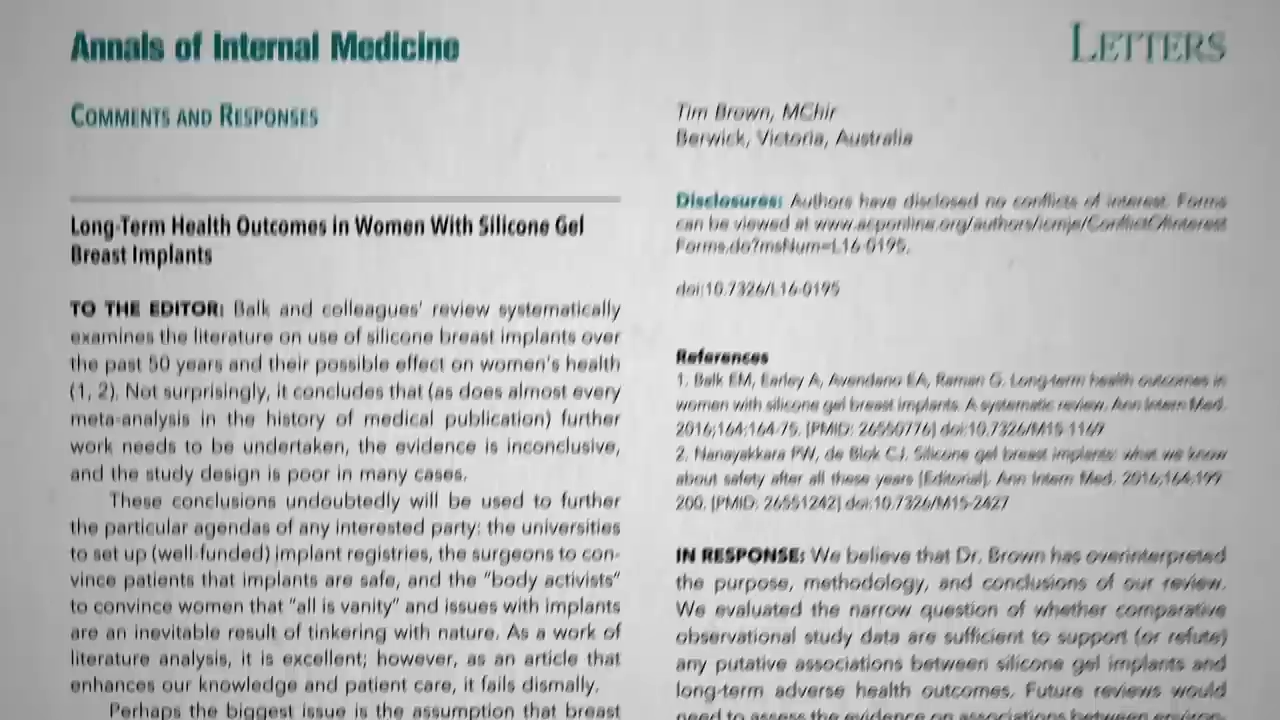 Annals of Internal Medicine
LETTERS
COMMENTS AND RESPONSES
Long-Term Health Outcomes in Women With Silicone Gel
Breast Implants
TO THE EDITOR: Balk and colleagues' review systematically
examines the literature on use of silicone breast implants over
the past 50 years and their possible effect on women's health
(1, 2). Not surprisingly, it concludes that (as does almost every
meta-analysis in the history of medical publication) further
work needs to be undertaken, the evidence is inconclusive,
and the study design is poor in many cases.
These conclusions undoubtedly will be used to further
the particular agendas of any interested party: the universities
to set up (well-funded) implant registries, the surgeons to con-
vince patients that implants are safe, and the "body activists"
to convince women that "all is vanity" and issues with implants
are an inevitable result of tinkering with nature. As a work of
literature analysis, it is excellent; however, as an article that
enhances our knowledge and patient care, it fails dismally.
Perhaps the biggest issue is the assumption that breast
Tim Brown, MChir
Berwick, Victoria, Australia
Disclosures: Authors have disclosed no conflicts of interest. Forms
can be viewed at www.acponline.org/authors/icmje/ConflictOfInterest
Forms.do?msNum=L16-0195.
doi:10.7326/L16-0195
References
1. Balk EM, Earley A, Avendano EA, Raman G. Long-term health outcomes in
women with silicone gel breast implants. A systematic review. Ann Intern Med.
2016;164:164-75. [PMID: 26550776] doi:10.7326/M15-1169
2. Nanayakkara PW, de Blok CJ. Silicone gel breast implants: what we know
about safety after all these years [Editorial]. Ann Intern Med. 2016;164:199-
200. [PMID: 26551242] doi:10.7326/M15-2427
IN RESPONSE: We believe that Dr. Brown has overinterpreted
the purpose, methodology, and conclusions of our review.
We evaluated the narrow question of whether comparative
observational study data are sufficient to support (or refute)
any putative associations between silicone gel implants and
long-term adverse health outcomes. Future reviews would
need to assess the evidence on associations between environ-